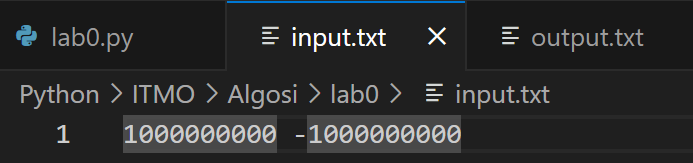 lab0.py input.txt × output.txt
Python > ITMO > Algosi > lab0 > input.txt
1 1000000000 -1000000000